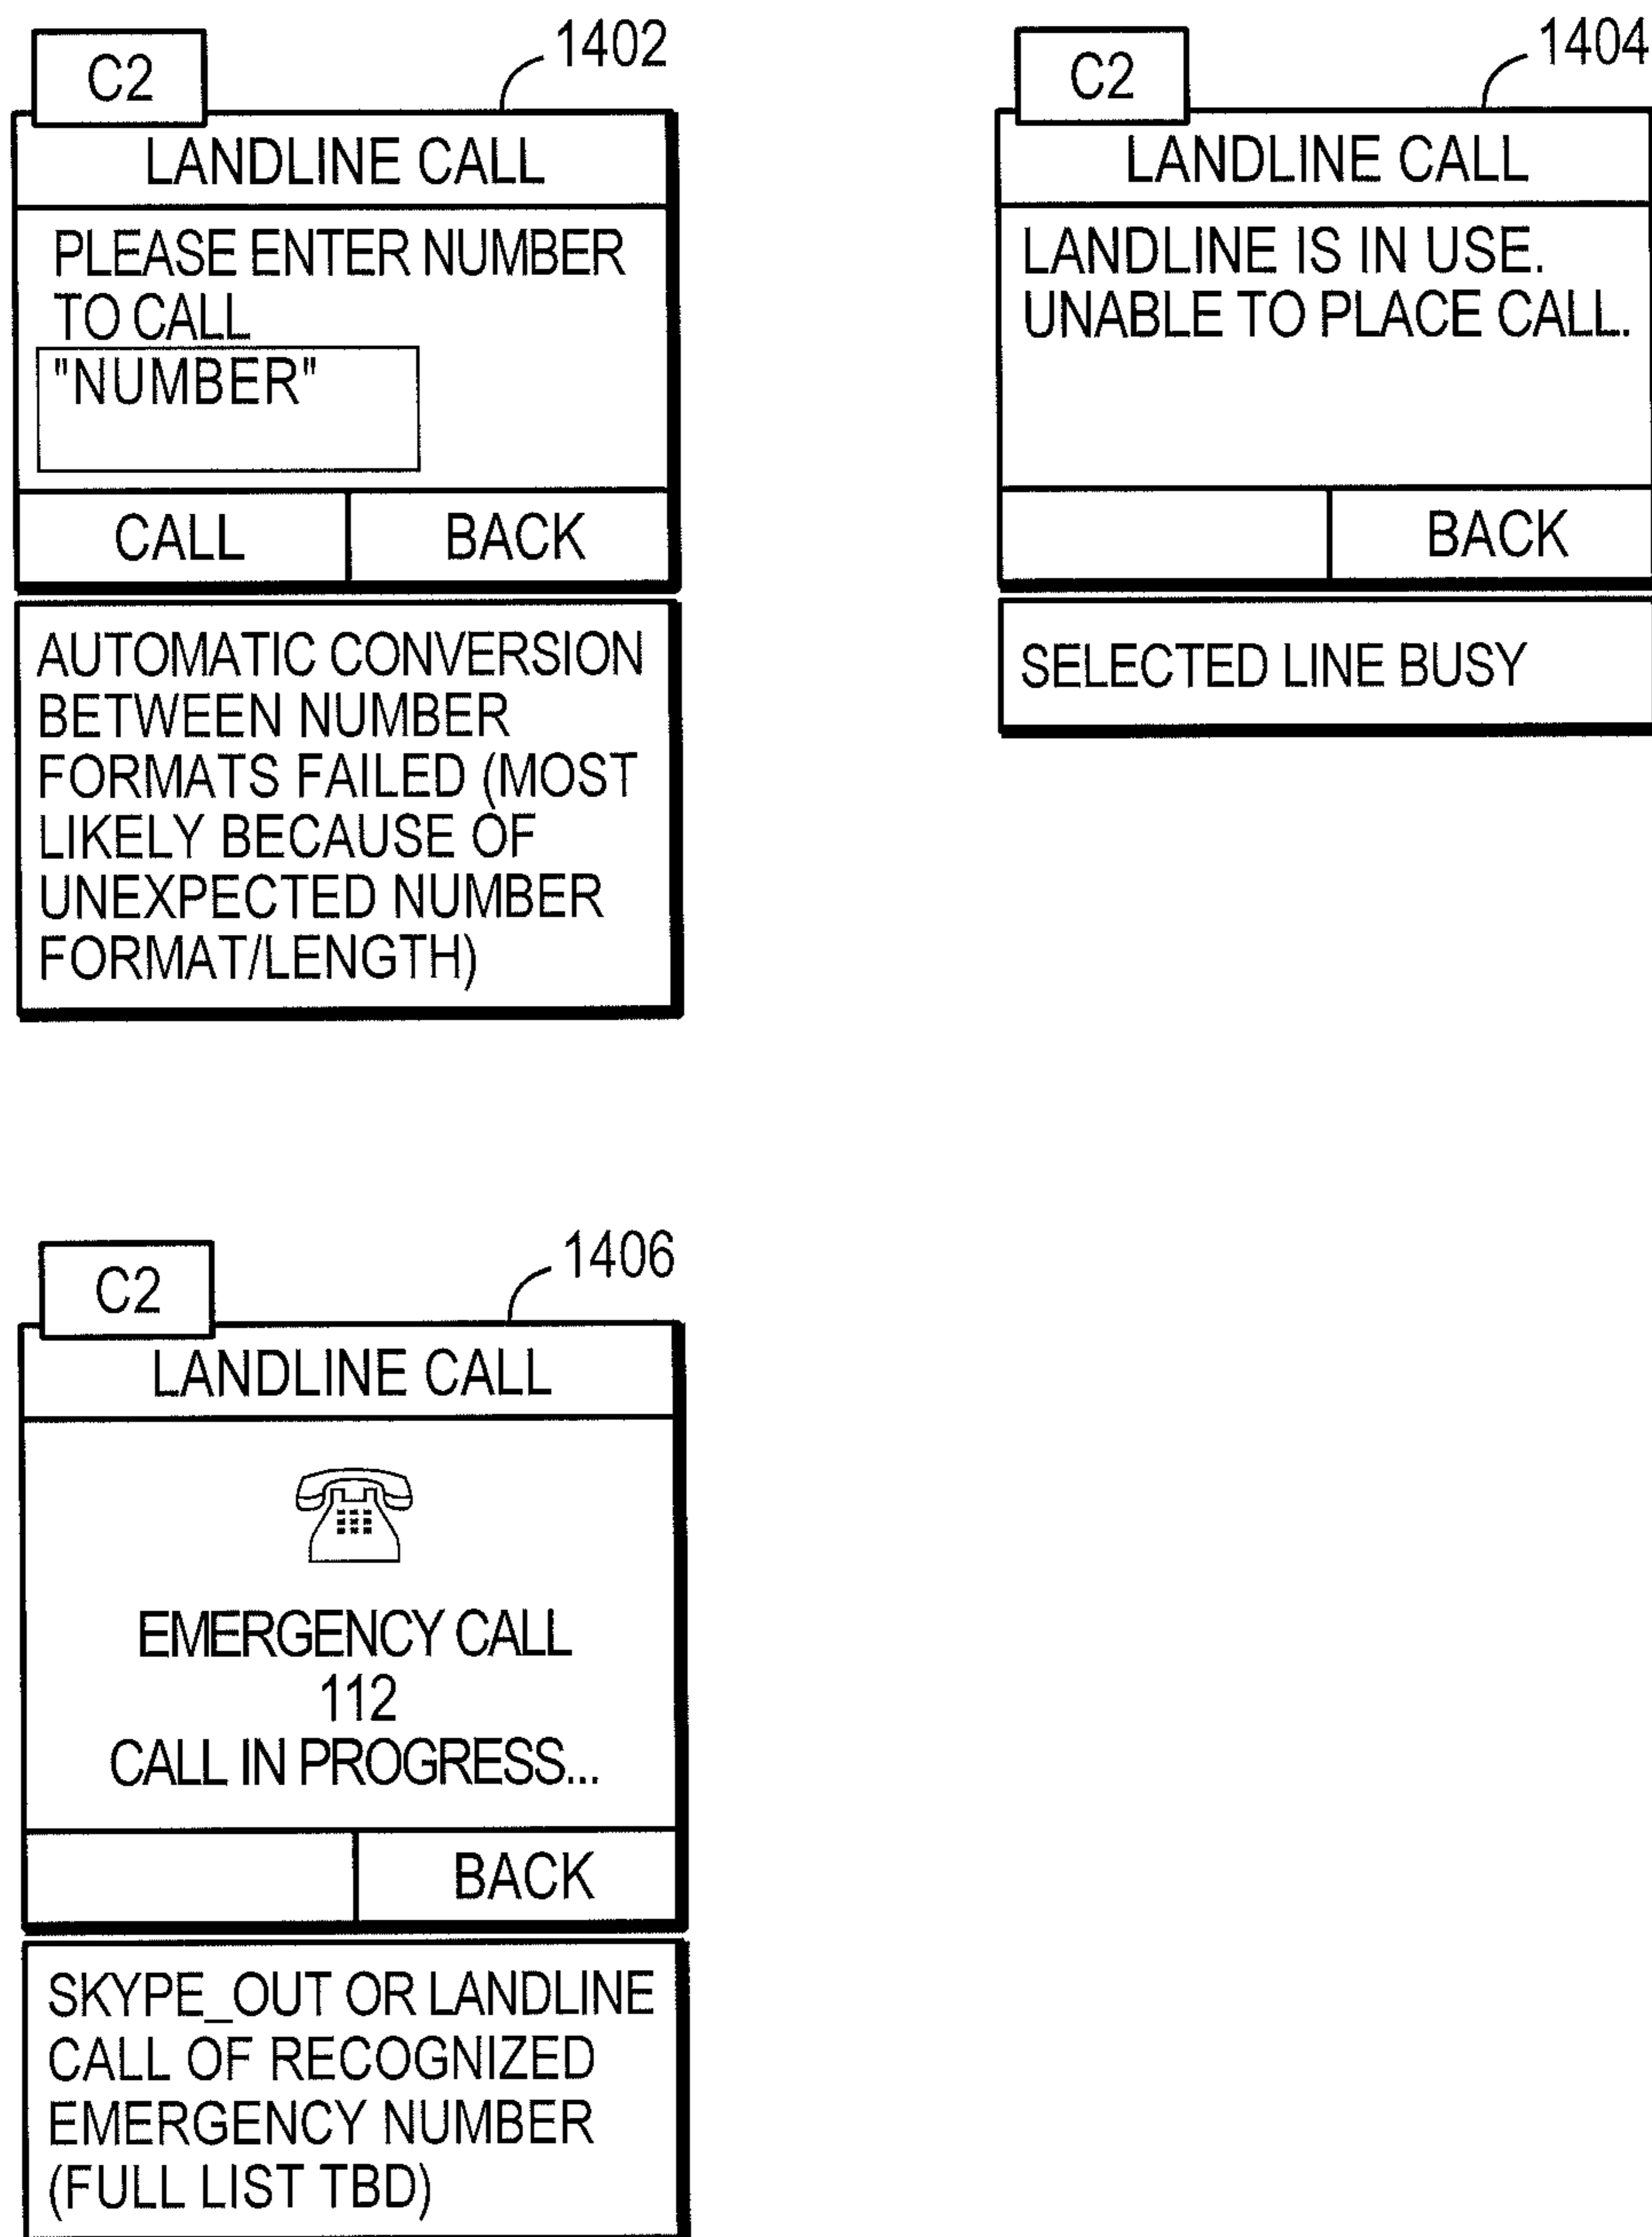 C2
1402
LANDLINE CALL
PLEASE ENTER NUMBER
TO CALL
"NUMBER"
CALL
BACK
AUTOMATIC CONVERSION
BETWEEN NUMBER
FORMATS FAILED (MOST
LIKELY BECAUSE OF
UNEXPECTED NUMBER
FORMAT/LENGTH)
C2
1404
LANDLINE CALL
LANDLINE IS IN USE.
UNABLE TO PLACE CALL.
BACK
SELECTED LINE BUSY
C2
1406
LANDLINE CALL
EMERGENCY CALL
112
CALL IN PROGRESS...
BACK
SKYPE_OUT OR LANDLINE
CALL OF RECOGNIZED
EMERGENCY NUMBER
(FULL LIST TBD)